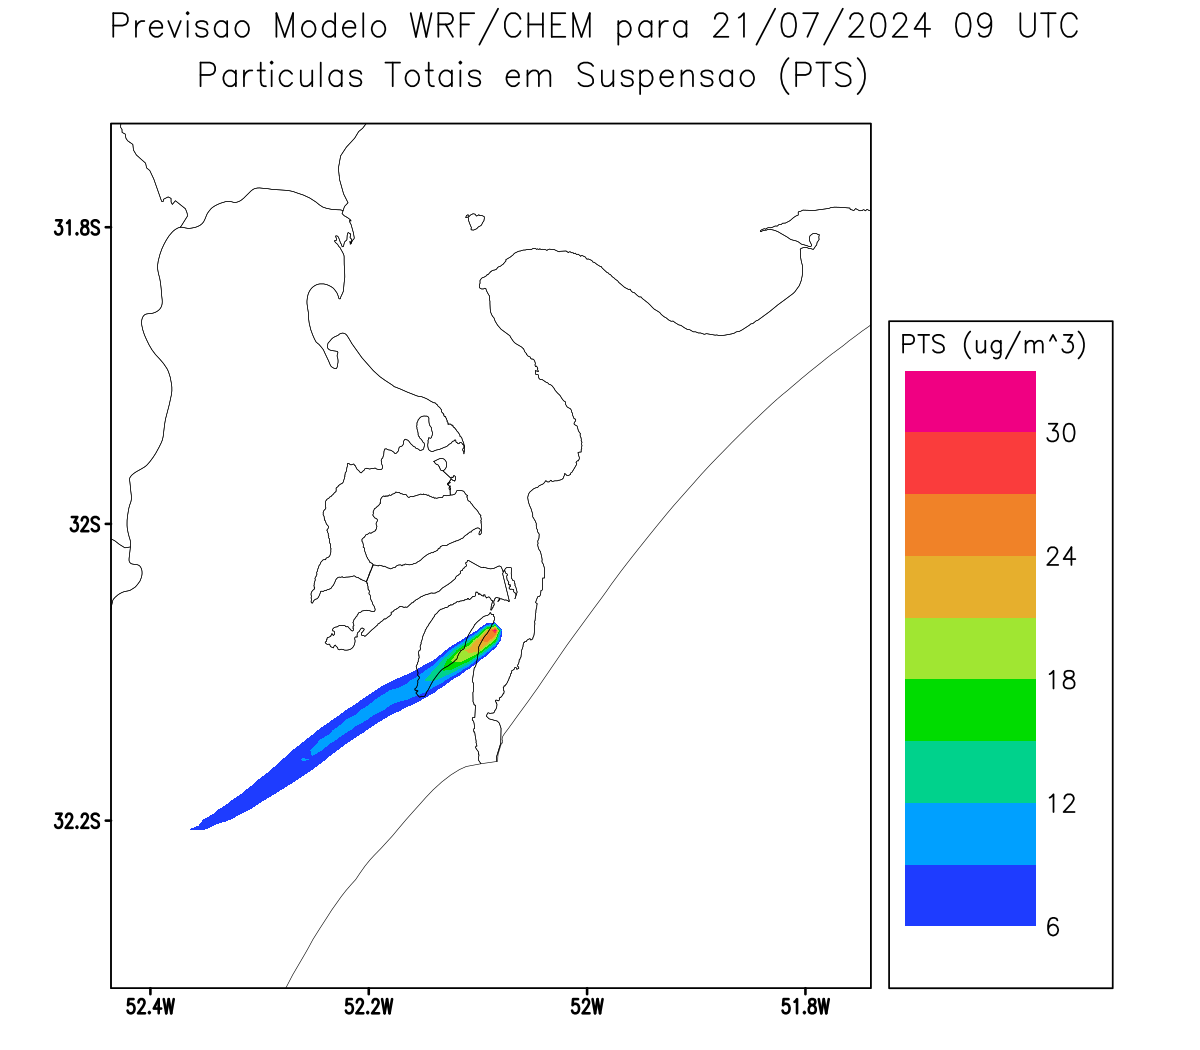 Previsao Modelo WRF/CHEM para 21/07/2024 09 UTC
Particulas Totais em Suspensao (PTS)
31.8S
32S
32.2S
52.4W
52.2W
52W
51.8W
PTS (ug/m^3)
30
24
18
12
6